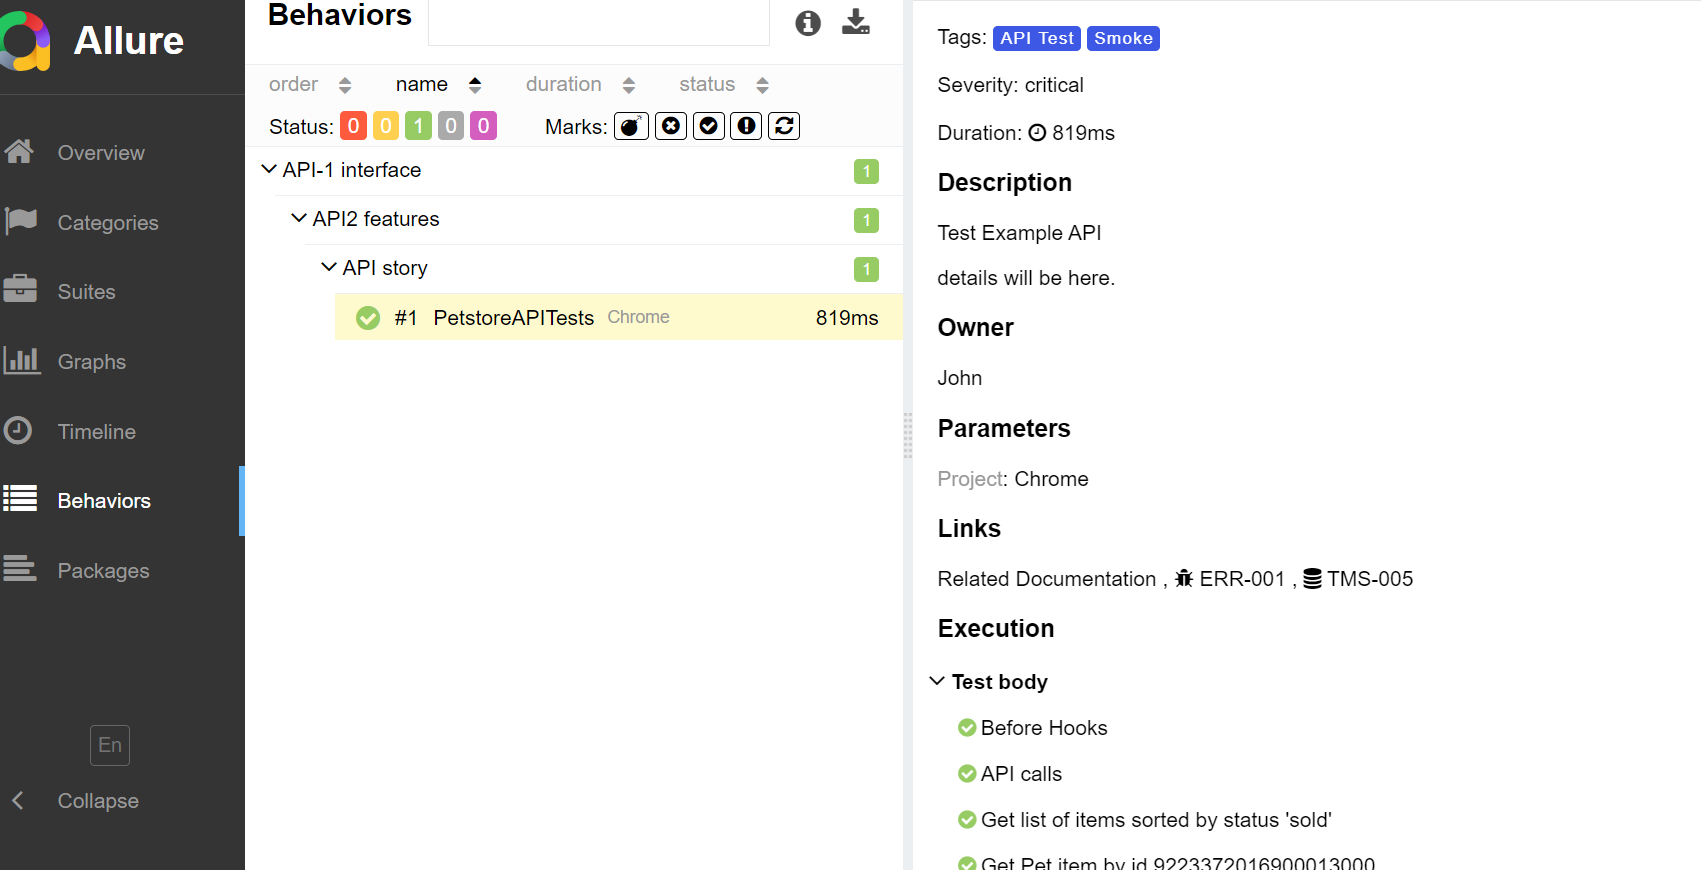 Allure
Overview
Categories
Suites
Graphs
Timeline
Behaviors
Packages
En
Collapse
Behaviors
order name duration status
Status: 0 0 1 0 0 Marks:
API-1 interface 1
API2 features 1
API story 1
#1 PetstoreAPITests Chrome 819ms
Tags: API Test Smoke
Severity: critical
Duration: 819ms
Description
Test Example API
details will be here.
Owner
John
Parameters
Project: Chrome
Links
Related Documentation , ERR-001 , TMS-005
Execution
Test body
Before Hooks
API calls
Get list of items sorted by status 'sold'
Get Pet item by id 9223372016900013000